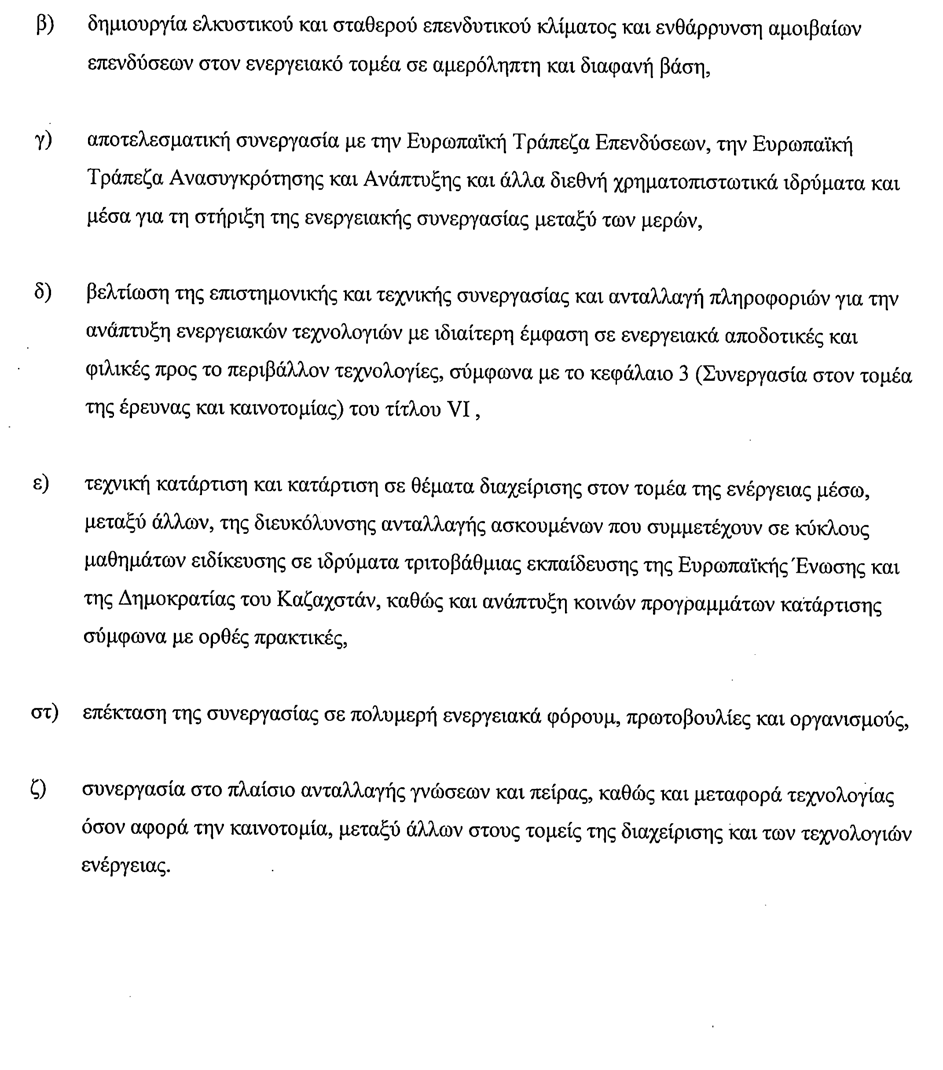 β) δημιουργία ελκυστικού και σταθερού επενδυτικού κλίματος και ενθάρρυνση αμοιβαίων
επενδύσεων στον ενεργειακό τομέα σε αμερόληπτη και διαφανή βάση,
γ) αποτελεσματική συνεργασία με την Ευρωπαϊκή Τράπεζα Επενδύσεων, την Ευρωπαϊκή
Τράπεζα Ανασυγκρότησης και Ανάπτυξης και άλλα διεθνή χρηματοπιστωτικά ιδρύματα και
μέσα για τη στήριξη της ενεργειακής συνεργασίας μεταξύ των μερών,
δ) βελτίωση της επιστημονικής και τεχνικής συνεργασίας και ανταλλαγή πληροφοριών για την
ανάπτυξη ενεργειακών τεχνολογιών με ιδιαίτερη έμφαση σε ενεργειακά αποδοτικές και
φιλικές προς το περιβάλλον τεχνολογίες, σύμφωνα με το κεφάλαιο 3 (Συνεργασία στον τομέα
της έρευνας και καινοτομίας) του τίτλου VI ,
ε) τεχνική κατάρτιση και κατάρτιση σε θέματα διαχείρισης στον τομέα της ενέργειας μέσω,
μεταξύ άλλων, της διευκόλυνσης ανταλλαγής ασκουμένων που συμμετέχουν σε κύκλους
μαθημάτων ειδίκευσης σε ιδρύματα τριτοβάθμιας εκπαίδευσης της Ευρωπαϊκής Ένωσης και
της Δημοκρατίας του Καζαχστάν, καθώς και ανάπτυξη κοινών προγραμμάτων κατάρτισης
σύμφωνα με ορθές πρακτικές,
στ) επέκταση της συνεργασίας σε πολυμερή ενεργειακά φόρουμ, πρωτοβουλίες και οργανισμούς,
ζ) συνεργασία στο πλαίσιο ανταλλαγής γνώσεων και πείρας, καθώς και μεταφορά τεχνολογίας
όσον αφορά την καινοτομία, μεταξύ άλλων στους τομείς της διαχείρισης και των τεχνολογιών
ενέργειας.